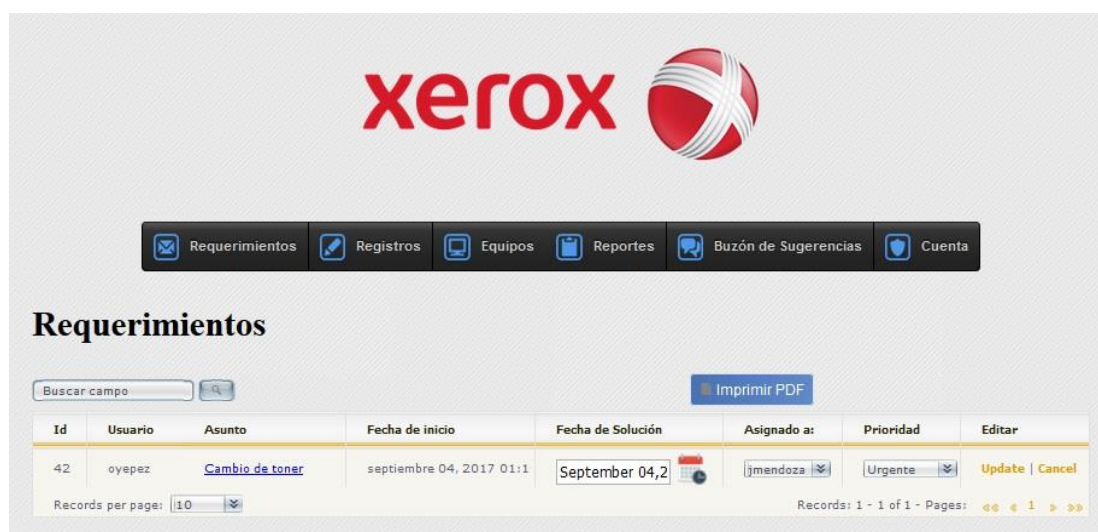 xerox
Requerimientos Registros Equipos Reportes Buzón de Sugerencias Cuenta
Requerimientos
Buscar campo Imprimir PDF
Id Usuario Asunto Fecha de inicio Fecha de Solución Asignado a: Prioridad Editar
42 oyepez Cambio de toner septiembre 04, 2017 01:1 September 04,2 jmendoza Urgente Update | Cancel
Records per page: 10 Records: 1 - 1 of 1 - Pages: 1